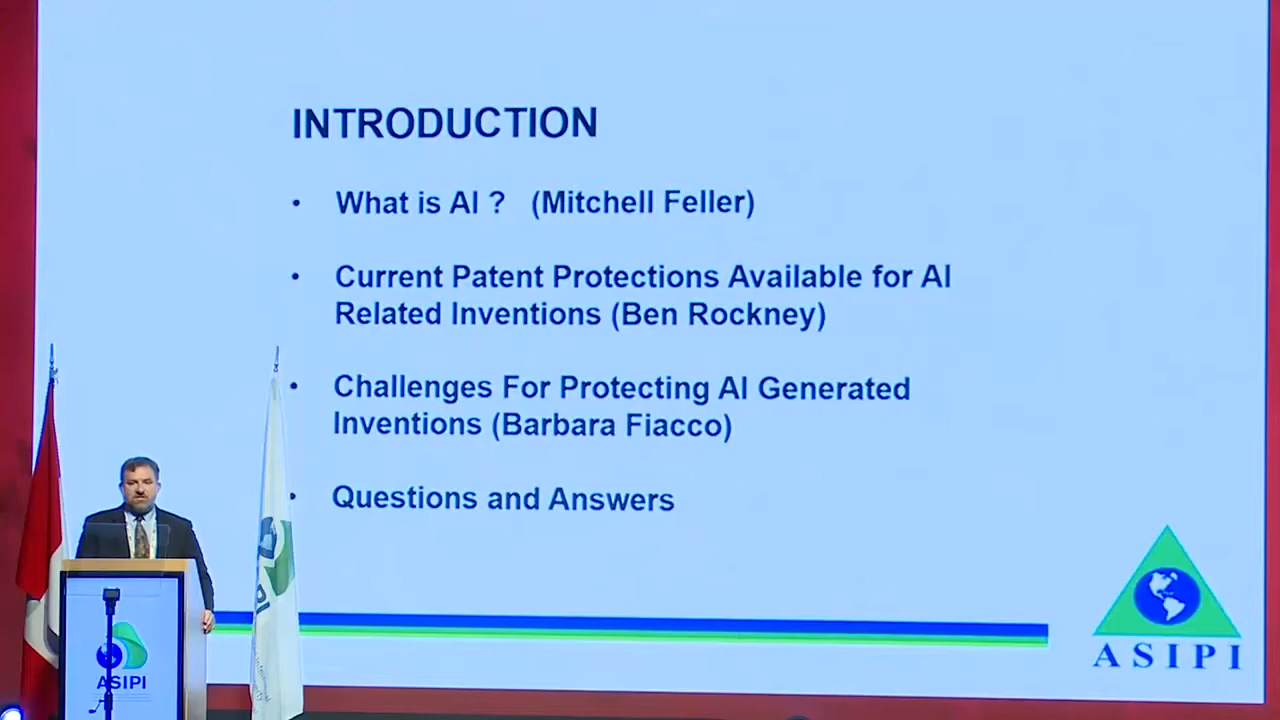 INTRODUCTION
• What is AI ? (Mitchell Feller)
• Current Patent Protections Available for AI
Related Inventions (Ben Rockney)
• Challenges For Protecting AI Generated
Inventions (Barbara Fiacco)
• Questions and Answers
ASIPI
ASIPI